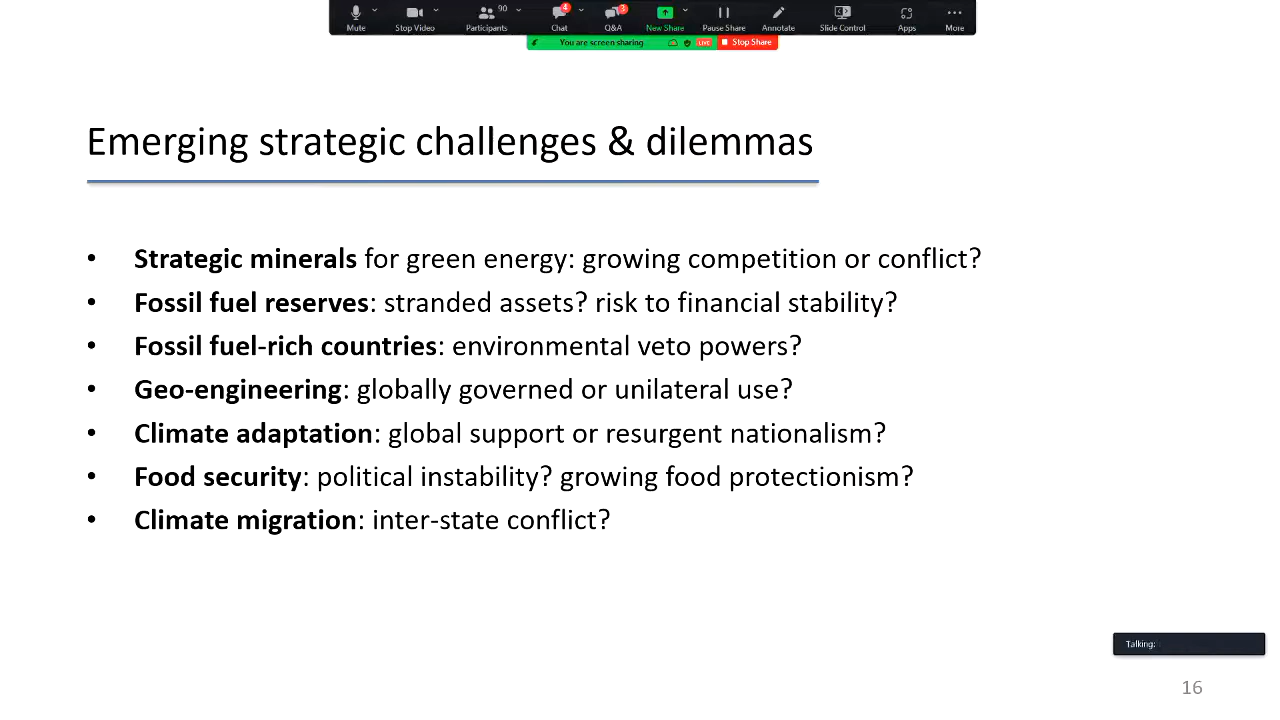 90
4
3
Mute Stop Video Participants Chat Q&A New Share Pause Share Annotate Slide Control Apps More
You are screen sharing Live Stop Share
Emerging strategic challenges & dilemmas
• Strategic minerals for green energy: growing competition or conflict?
• Fossil fuel reserves: stranded assets? risk to financial stability?
• Fossil fuel-rich countries: environmental veto powers?
• Geo-engineering: globally governed or unilateral use?
• Climate adaptation: global support or resurgent nationalism?
• Food security: political instability? growing food protectionism?
• Climate migration: inter-state conflict?
Talking:
16